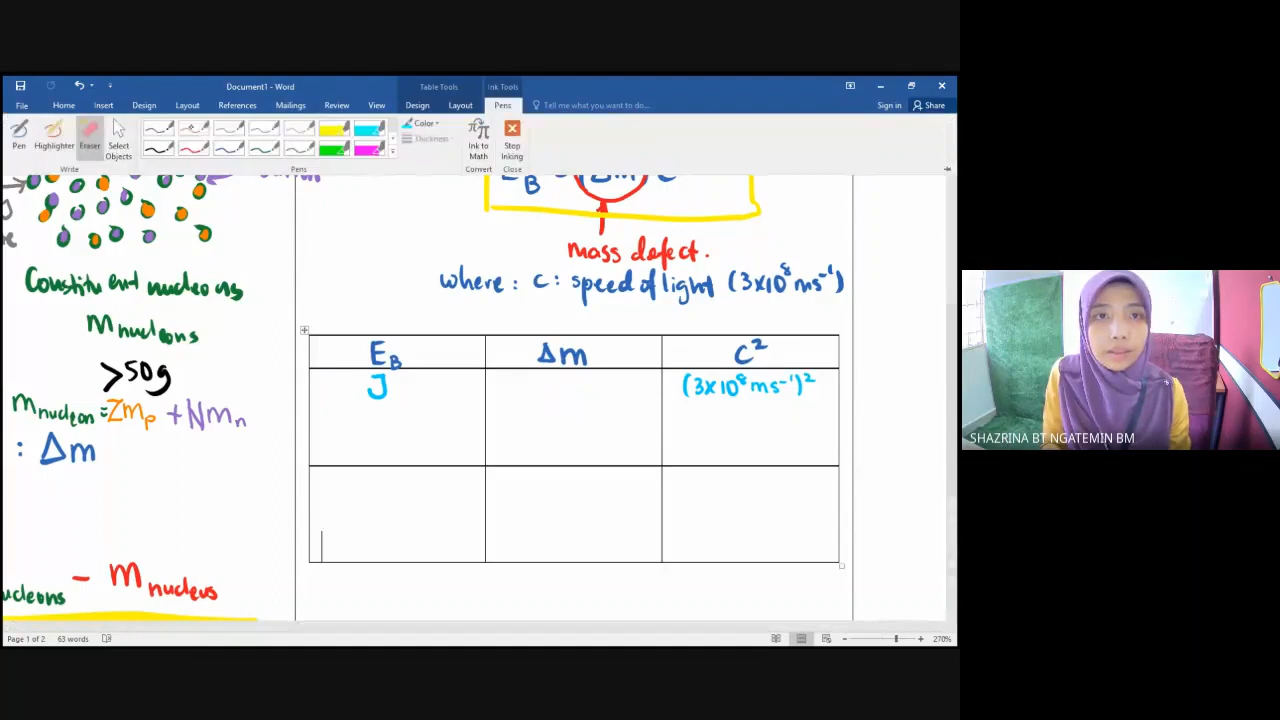 Document1 - Word
Table Tools
Ink Tools
File Home Insert Design Layout References Mailings Review View Design Layout Pens Tell me what you want to do... Sign in Share
Pen Highlighter Eraser Select Objects
Color
Thickness
Ink to Math
Stop Inking
Write Pens Convert Close
mass defect.
where : c : speed of light (3x10⁸ ms⁻¹)
Constituent nucleons
Mnucleons
>50g
mnucleon = Zmp + Nmn
: Δm
nucleons - Mnucleus
EB Δm c²
J (3x10⁸ ms⁻¹)²
SHAZRINA BT NGATEMIN BM
Page 1 of 2 63 words 270%